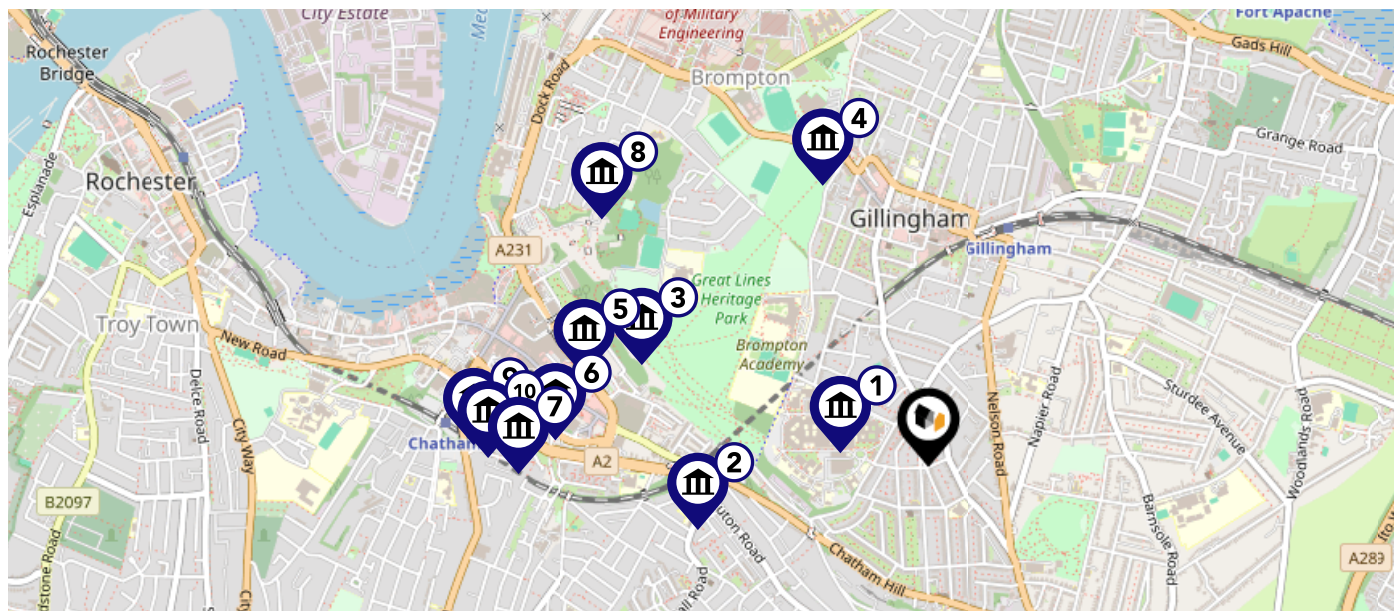 City Estate
of Military
Engineering
Fort Apache
Gads Hill
Rochester
Bridge
Brompton
Dock Road
4
Grange Road
8
Esplanade
Rochester
Gillingham
Gillingham
A231
Great Lines
Heritage
Park
3
5
Troy Town
New Road
Brompton
Academy
6
9
10
7
1
Delce Road
City Way
Nelson Road
Napier Road
Sturdee Avenue
Woodlands Road
Chatham
A2
2
B2097
Chatham Hill
Barnsole Road
A289